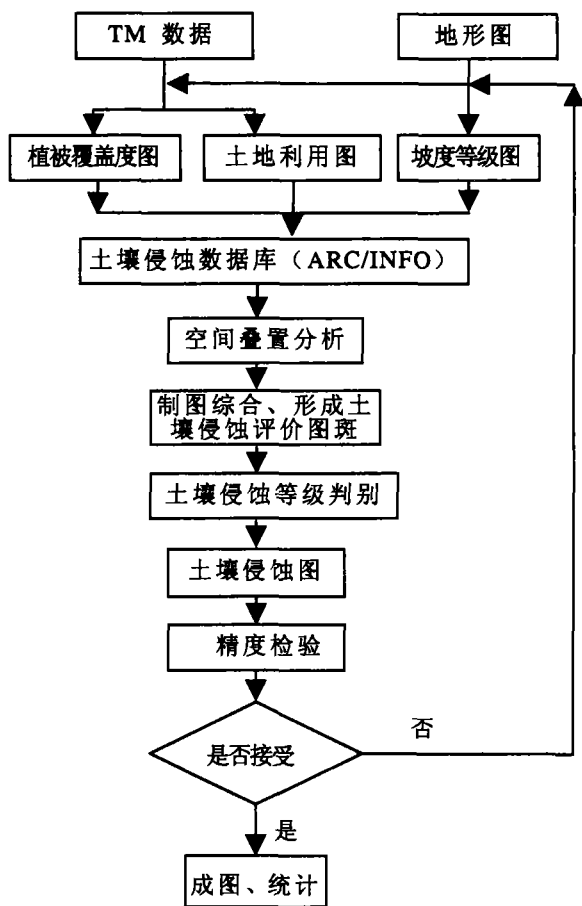 TM 数据
地形图
植被覆盖度图
土地利用图
坡度等级图
土壤侵蚀数据库（ARC/INFO）
空间叠置分析
制图综合、形成土
壤侵蚀评价图斑
土壤侵蚀等级判别
土壤侵蚀图
精度检验
否
是否接受
是
成图、统计